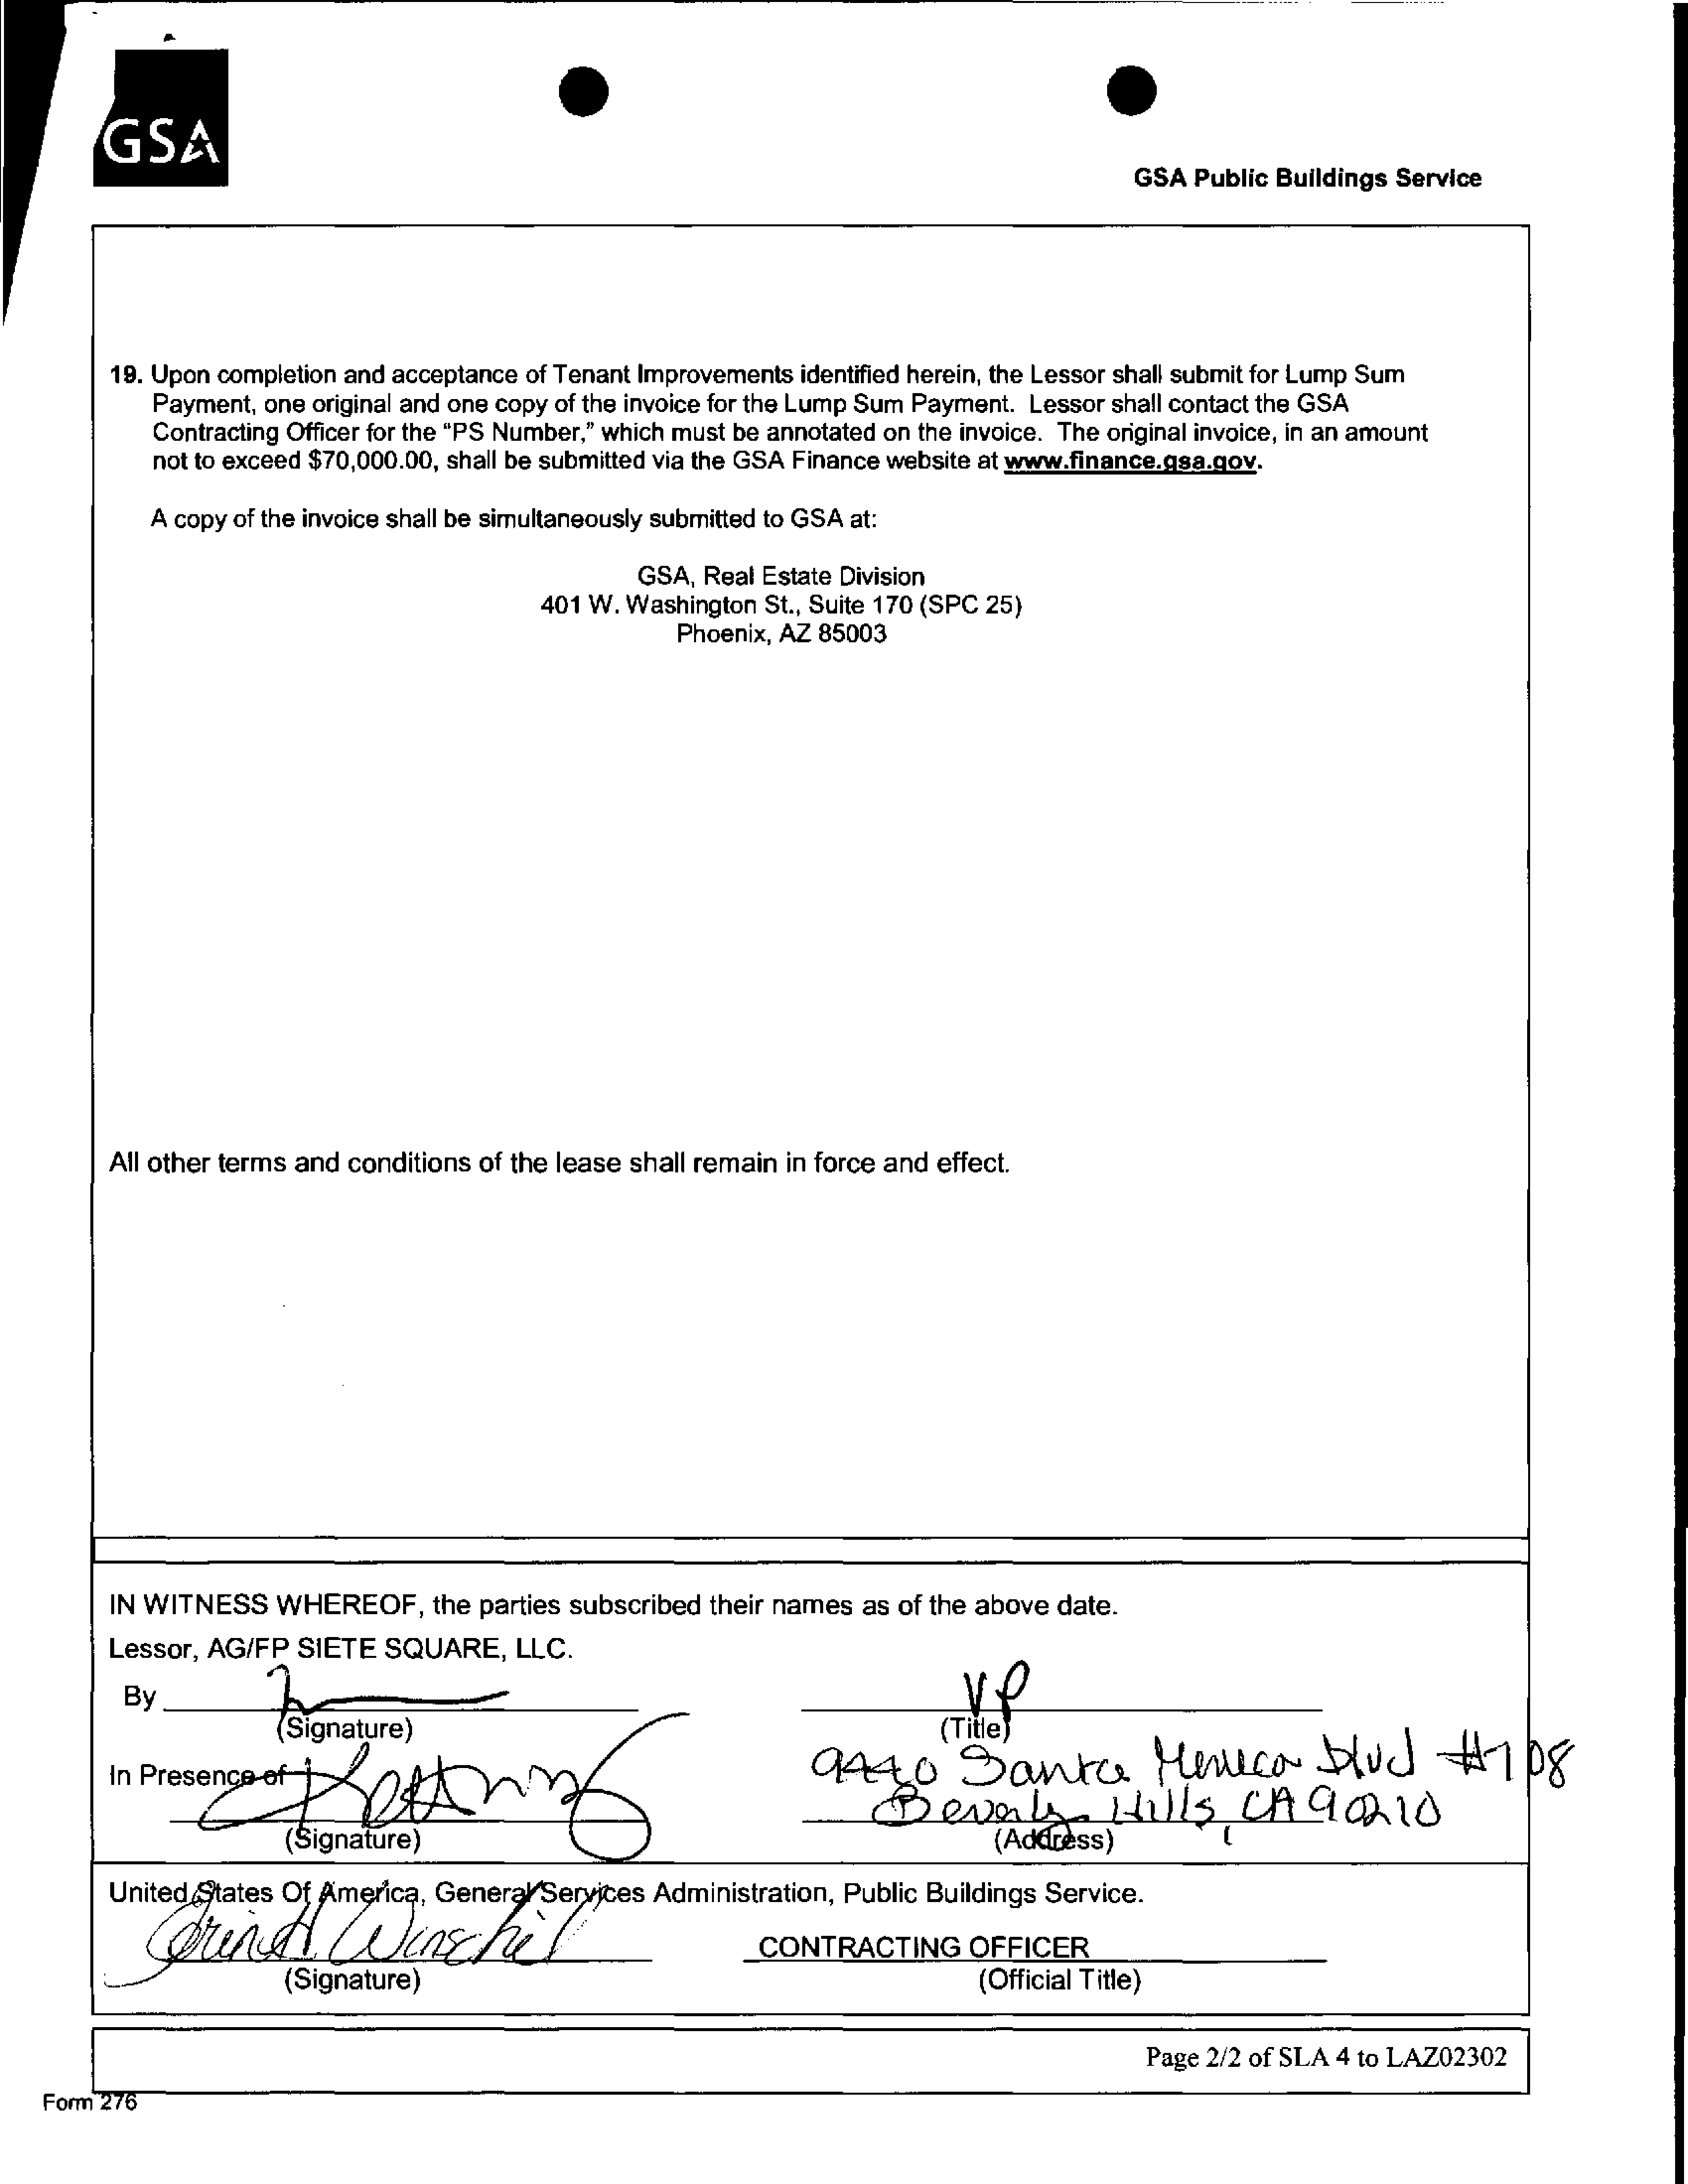 GSA
GSA Public Buildings Service
19. Upon completion and acceptance of Tenant Improvements identified herein, the Lessor shall submit for Lump Sum
Payment, one original and one copy of the invoice for the Lump Sum Payment. Lessor shall contact the GSA
Contracting Officer for the "PS Number," which must be annotated on the invoice. The original invoice, in an amount
not to exceed $70,000.00, shall be submitted via the GSA Finance website at www.finance.gsa.gov.
A copy of the invoice shall be simultaneously submitted to GSA at:
GSA, Real Estate Division
401 W. Washington St., Suite 170 (SPC 25)
Phoenix, AZ 85003
All other terms and conditions of the lease shall remain in force and effect.
IN WITNESS WHEREOF, the parties subscribed their names as of the above date.
Lessor, AG/FP SIETE SQUARE, LLC.
By
VP
(Signature)
(Title)
In Presence of
9440 Santa Monica Blvd #708
Beverly Hills, CA 90210
(Signature)
(Address)
United States Of America, General Services Administration, Public Buildings Service.
CONTRACTING OFFICER
(Signature)
(Official Title)
Page 2/2 of SLA 4 to LAZ02302
Form 276